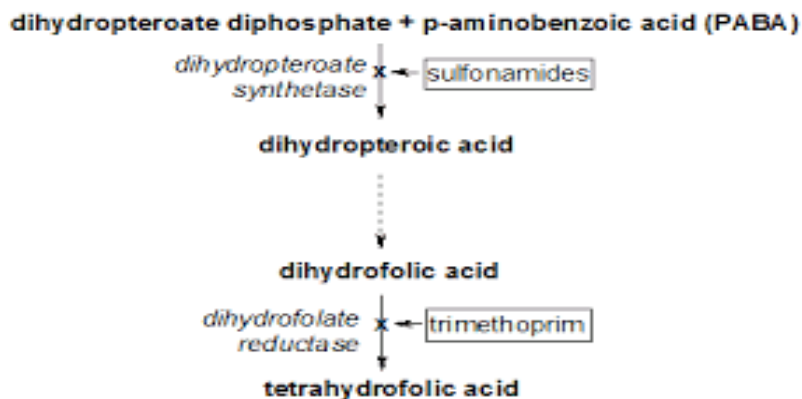 dihydropteroate diphosphate + p-aminobenzoic acid (PABA)
dihydropteroate
synthetase
x
sulfonamides
dihydropteroic acid
dihydrofolic acid
dihydrofolate
reductase
x
trimethoprim
tetrahydrofolic acid